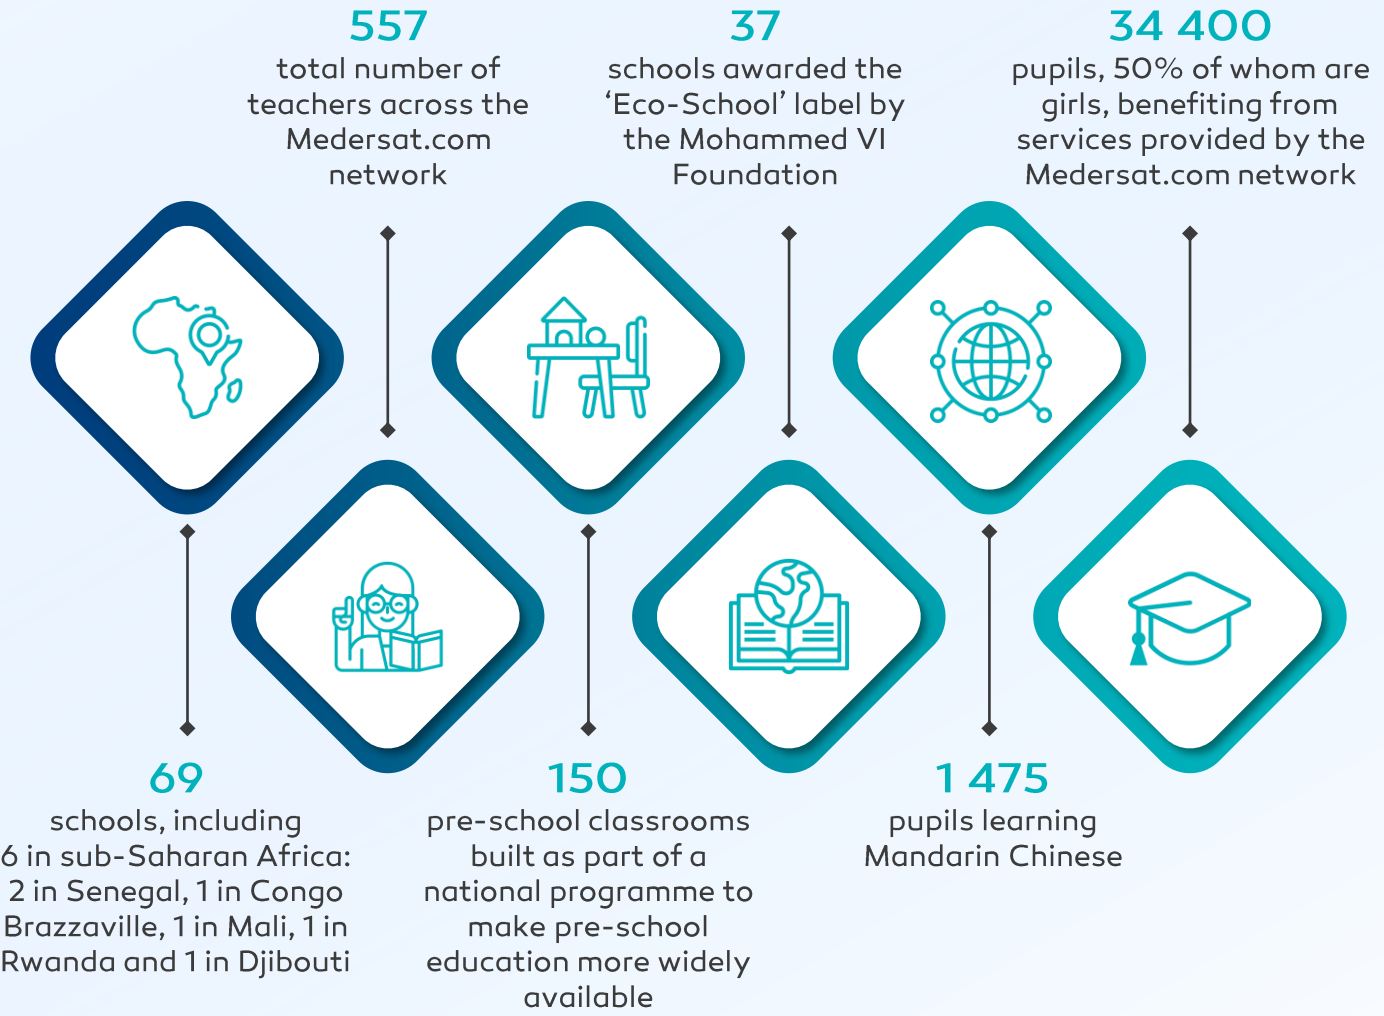 557
total number of
teachers across the
Medersat.com
network
37
schools awarded the
‘Eco-School’ label by
the Mohammed VI
Foundation
34 400
pupils, 50% of whom are
girls, benefiting from
services provided by the
Medersat.com network
69
schools, including
6 in sub-Saharan Africa:
2 in Senegal, 1 in Congo
Brazzaville, 1 in Mali, 1 in
Rwanda and 1 in Djibouti
150
pre-school classrooms
built as part of a
national programme to
make pre-school
education more widely
available
1 475
pupils learning
Mandarin Chinese